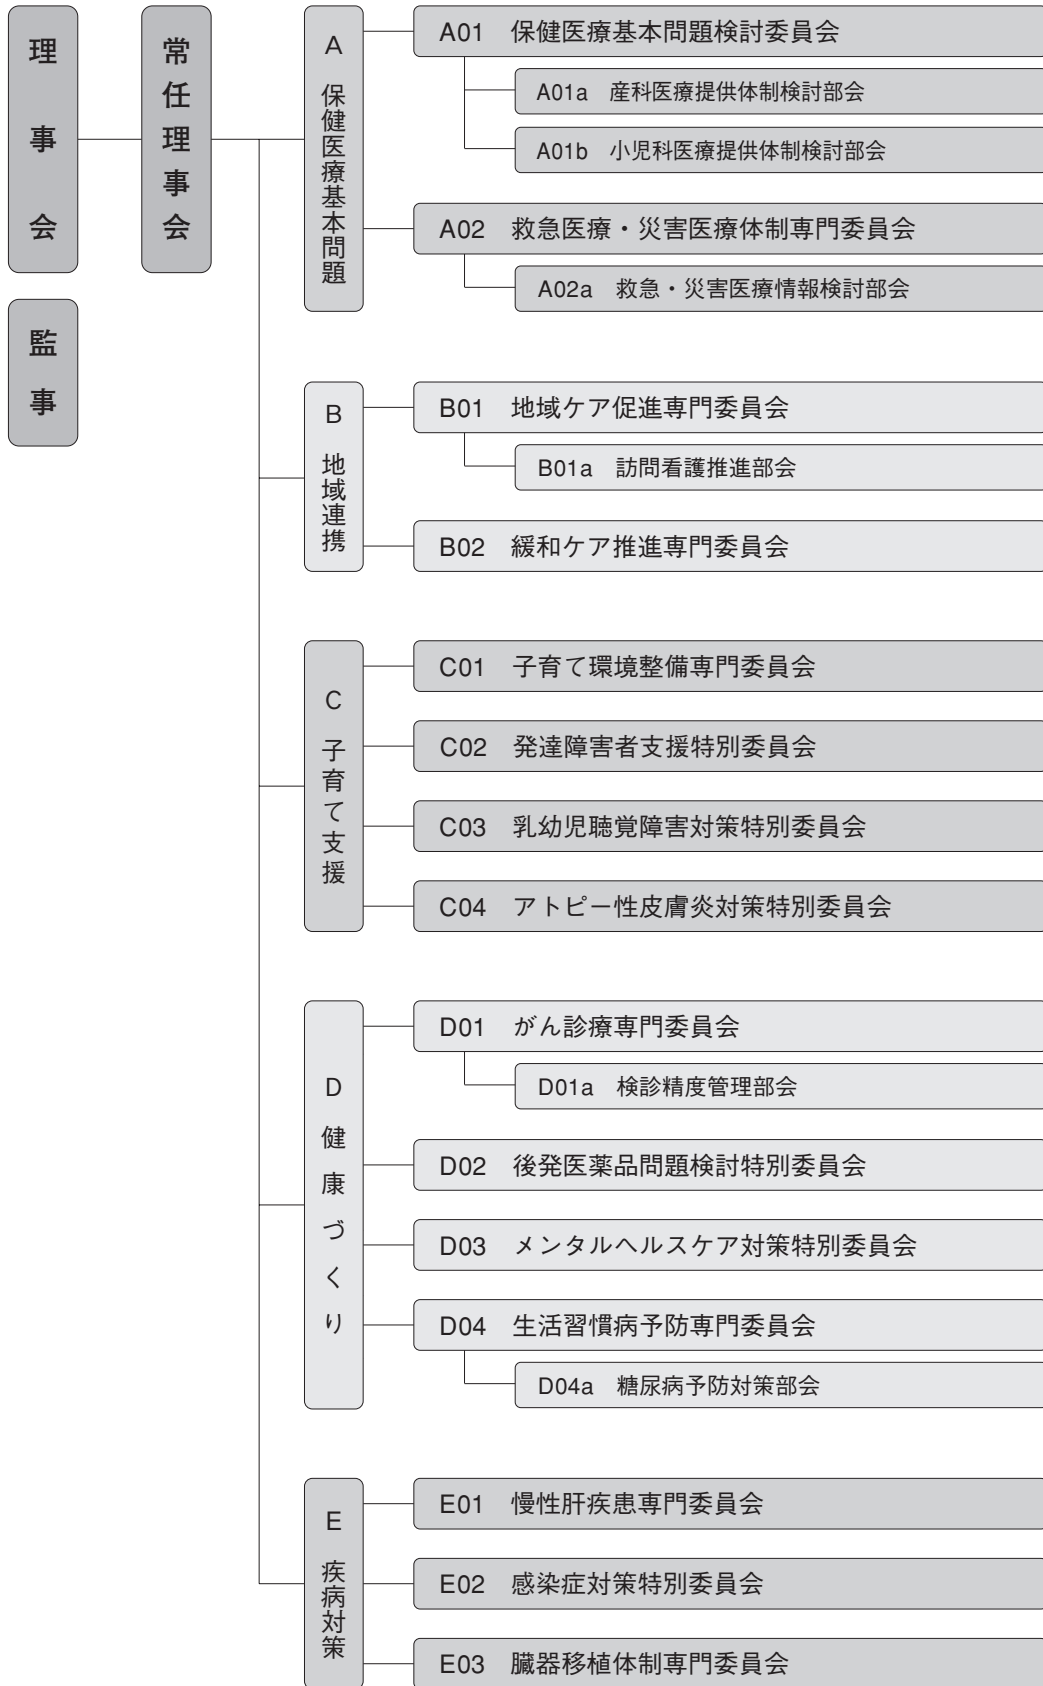 理事会
常任理事会
監事
A 保健医療基本問題
A01 保健医療基本問題検討委員会
A01a 産科医療提供体制検討部会
A01b 小児科医療提供体制検討部会
A02 救急医療・災害医療体制専門委員会
A02a 救急・災害医療情報検討部会
B 地域連携
B01 地域ケア促進専門委員会
B01a 訪問看護推進部会
B02 緩和ケア推進専門委員会
C 子育て支援
C01 子育て環境整備専門委員会
C02 発達障害者支援特別委員会
C03 乳幼児聴覚障害対策特別委員会
C04 アトピー性皮膚炎対策特別委員会
D 健康づくり
D01 がん診療専門委員会
D01a 検診精度管理部会
D02 後発医薬品問題検討特別委員会
D03 メンタルヘルスケア対策特別委員会
D04 生活習慣病予防専門委員会
D04a 糖尿病予防対策部会
E 疾病対策
E01 慢性肝疾患専門委員会
E02 感染症対策特別委員会
E03 臓器移植体制専門委員会